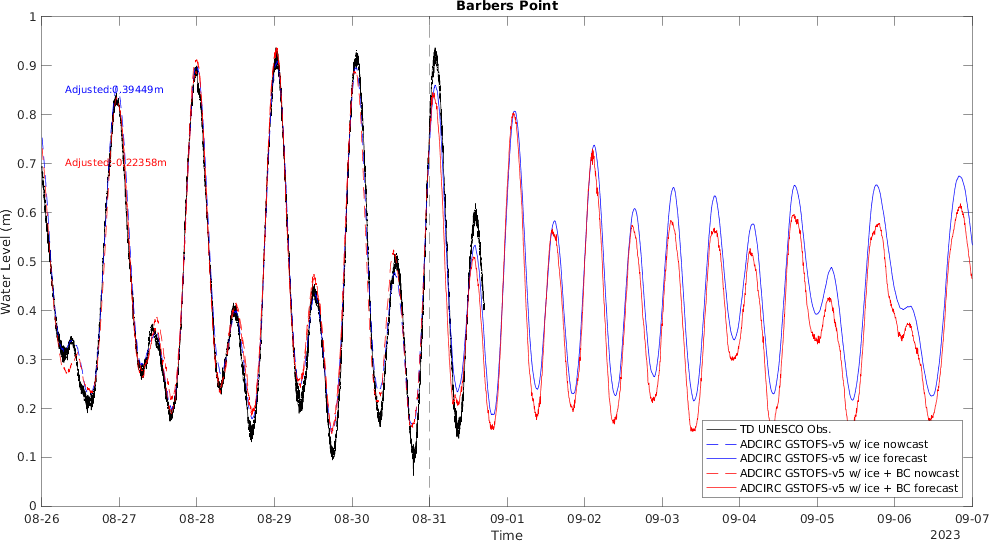 Barbers Point
1
0.9
0.8
0.7
0.6
0.5
0.4
0.3
0.2
0.1
0
Water Level (m)
Adjusted:0.39449m
Adjusted:-0.22358m
TD UNESCO Obs.
ADCIRC GSTOFS-v5 w/ ice nowcast
ADCIRC GSTOFS-v5 w/ ice forecast
ADCIRC GSTOFS-v5 w/ ice + BC nowcast
ADCIRC GSTOFS-v5 w/ ice + BC forecast
08-26 08-27 08-28 08-29 08-30 08-31 09-01 09-02 09-03 09-04 09-05 09-06 09-07
Time 2023